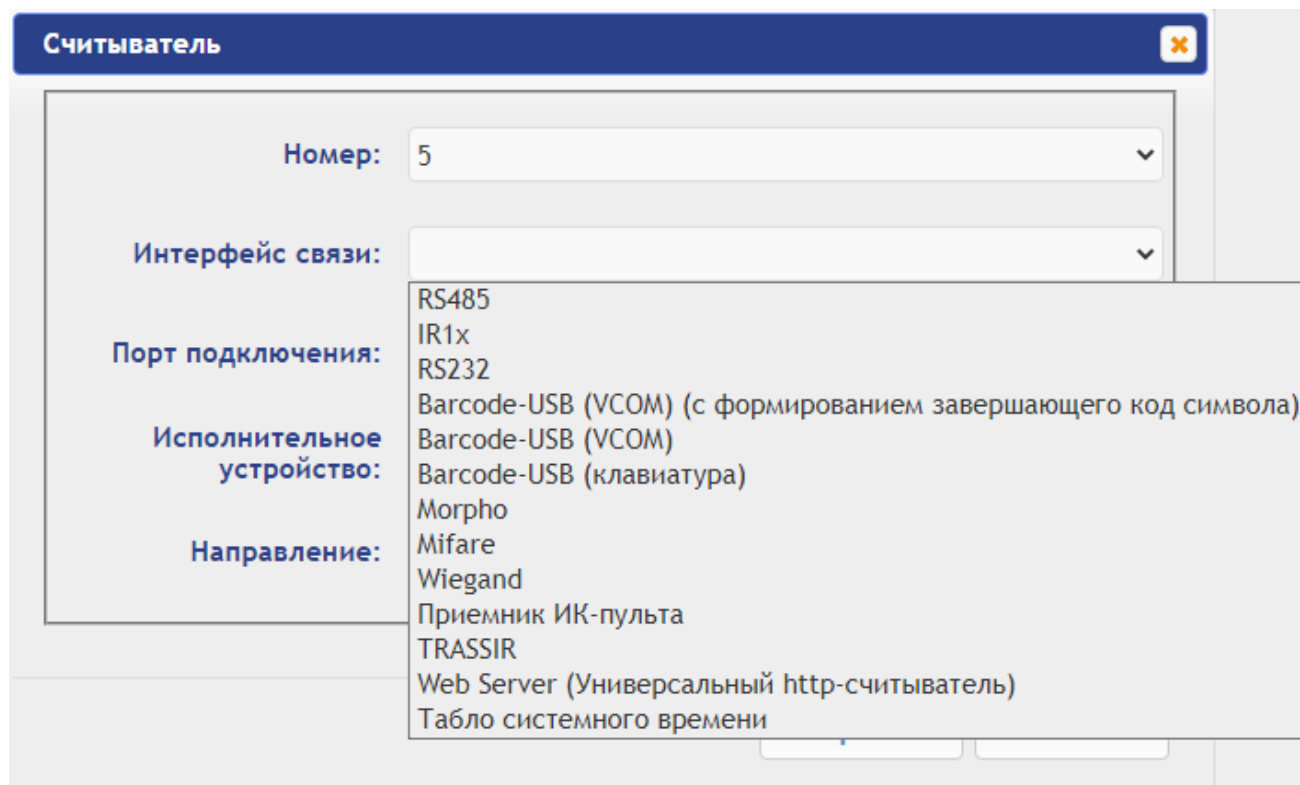 Считыватель
Номер:
5
Интерфейс связи:
RS485
IR1x
Порт подключения:
RS232
Barcode-USB (VCOM) (с формированием завершающего код символа)
Исполнительное
Barcode-USB (VCOM)
устройство:
Barcode-USB (клавиатура)
Morpho
Направление:
Mifare
Wiegand
Приемник ИК-пульта
TRASSIR
Web Server (Универсальный http-считыватель)
Табло системного времени